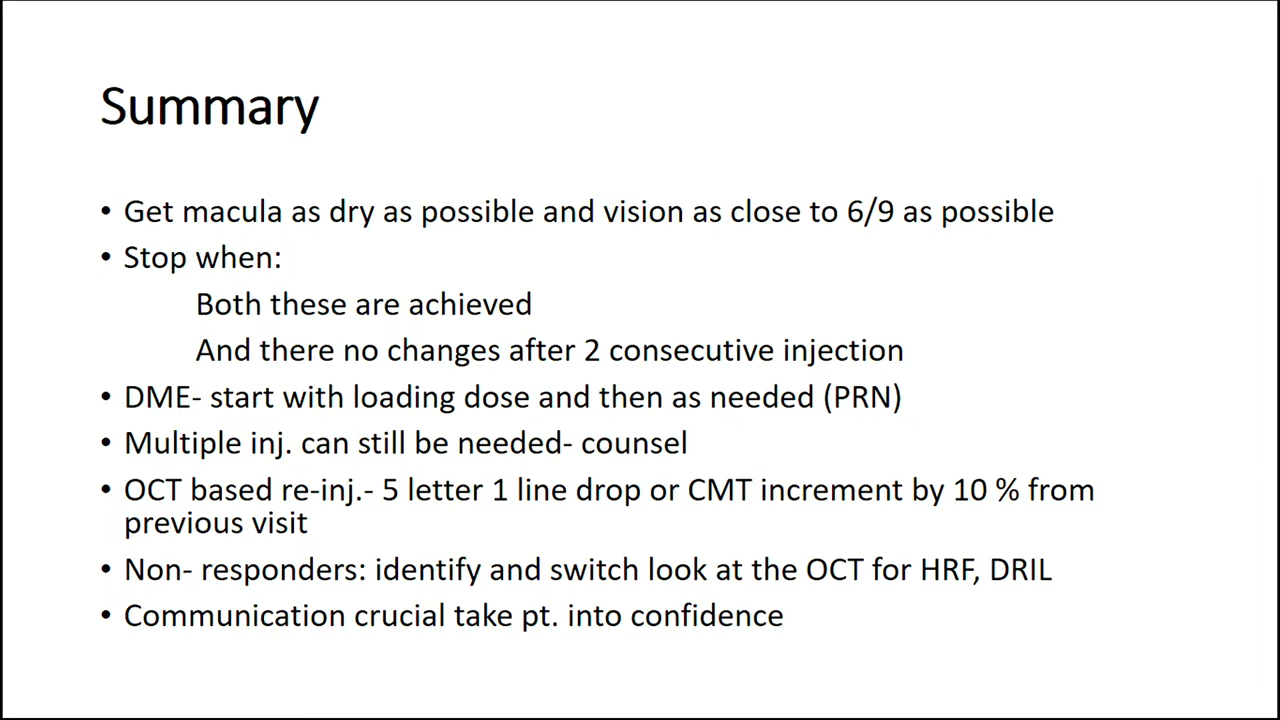 Summary
• Get macula as dry as possible and vision as close to 6/9 as possible
• Stop when:
Both these are achieved
And there no changes after 2 consecutive injection
• DME- start with loading dose and then as needed (PRN)
• Multiple inj. can still be needed- counsel
• OCT based re-inj.- 5 letter 1 line drop or CMT increment by 10 % from
previous visit
• Non- responders: identify and switch look at the OCT for HRF, DRIL
• Communication crucial take pt. into confidence